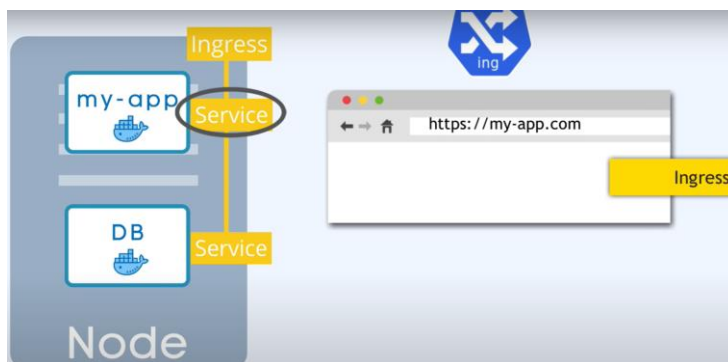 Ingress
my-app
Service
DB
Service
Node
ing
https://my-app.com
Ingress